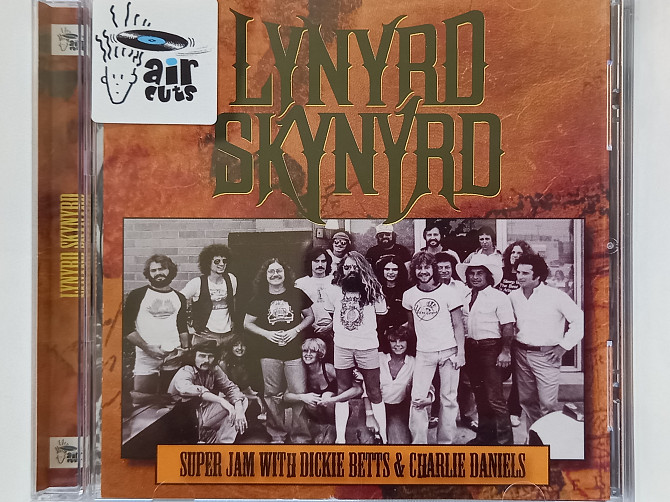 air
cuts
LYNYRD
SKYNYRD
SUPER JAM WITH DICKIE BETTS & CHARLIE DANIELS
LYNYRD SKYNYRD